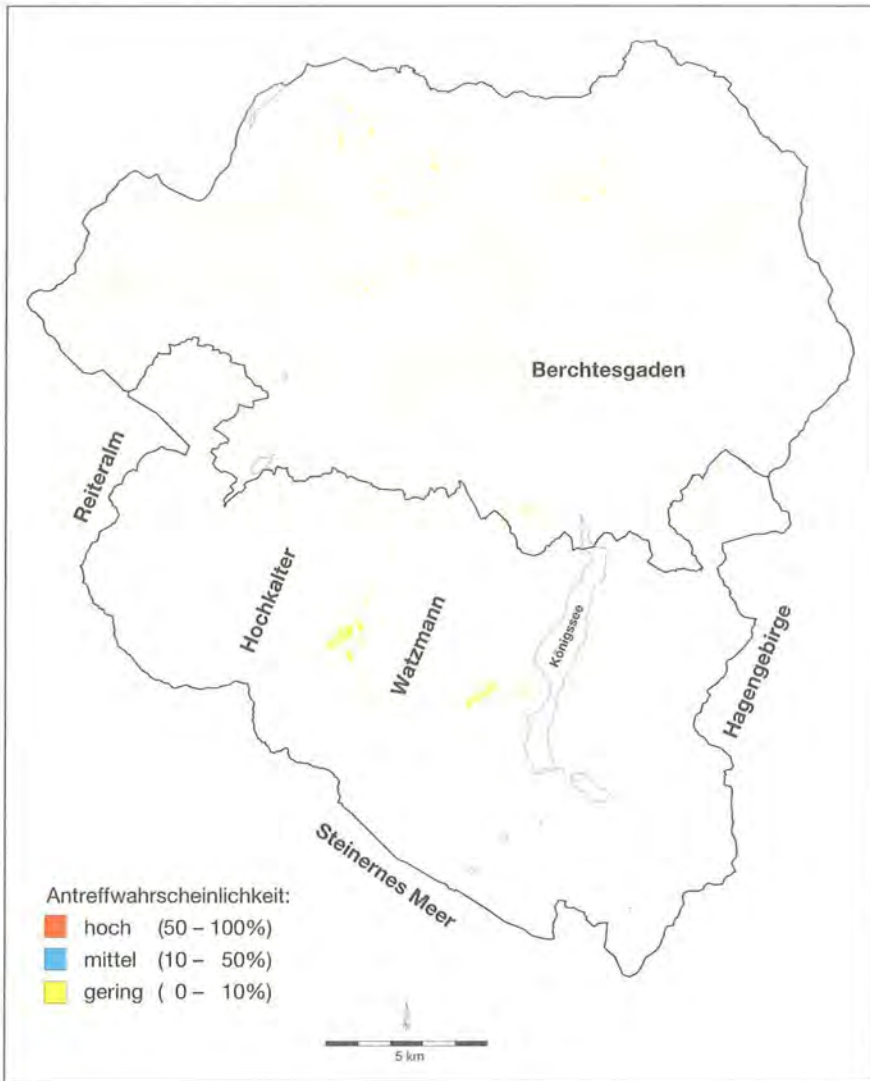 Berchtesgaden
Reiteralm
Hochkalter
Watzmann
Königssee
Hagengebirge
Steinernes Meer
Antreffwahrscheinlichkeit:
hoch (50 – 100%)
mittel (10 – 50%)
gering ( 0 – 10%)
5 km